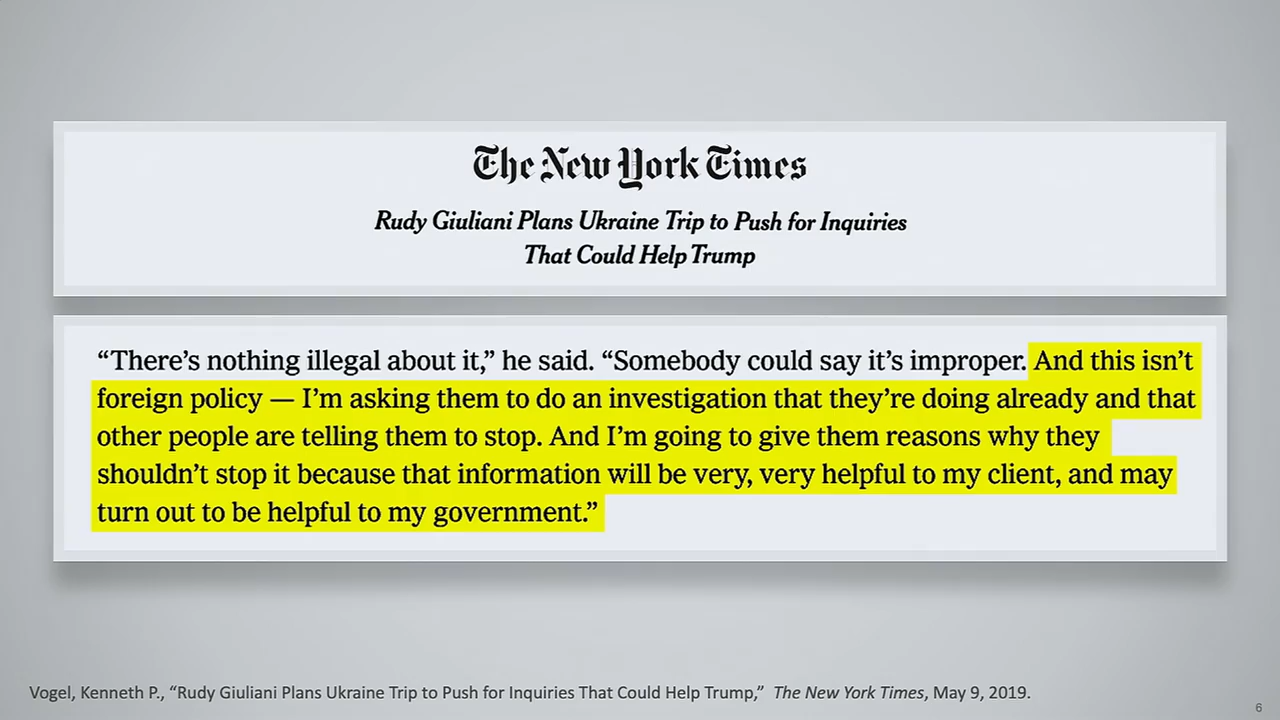 The New York Times
Rudy Giuliani Plans Ukraine Trip to Push for Inquiries
That Could Help Trump
“There’s nothing illegal about it,” he said. “Somebody could say it’s improper. And this isn’t
foreign policy — I’m asking them to do an investigation that they’re doing already and that
other people are telling them to stop. And I’m going to give them reasons why they
shouldn’t stop it because that information will be very, very helpful to my client, and may
turn out to be helpful to my government.”
Vogel, Kenneth P., “Rudy Giuliani Plans Ukraine Trip to Push for Inquiries That Could Help Trump,” The New York Times, May 9, 2019.
6